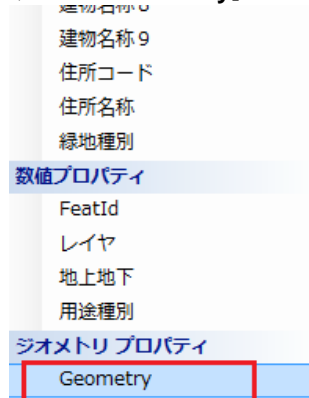 建物名称9
住所コード
住所名称
緑地種別
数値プロパティ
FeatId
レイヤ
地上地下
用途種別
ジオメトリ プロパティ
Geometry